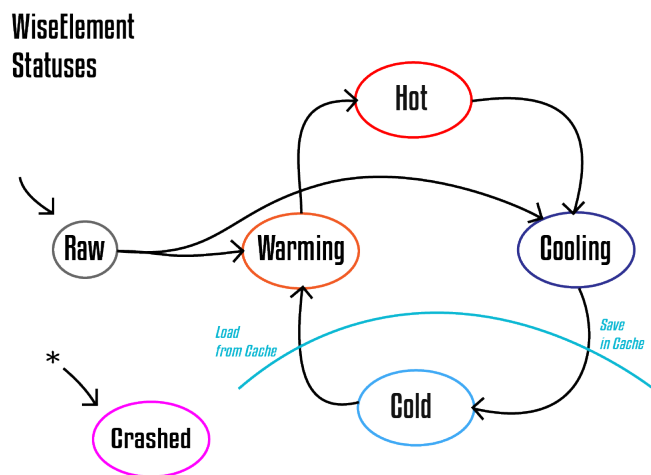 WiseElement
Statuses
Hot
Raw
Warming
Cooling
Load
from Cache
Save
in Cache
Cold
*
Crashed